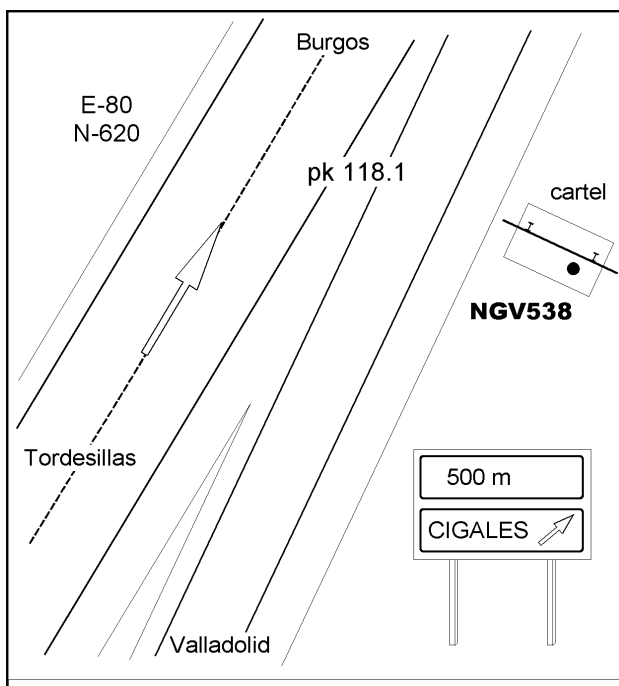 Burgos
E-80
N-620
pk 118.1
cartel
NGV538
Tordesillas
500 m
CIGALES
Valladolid